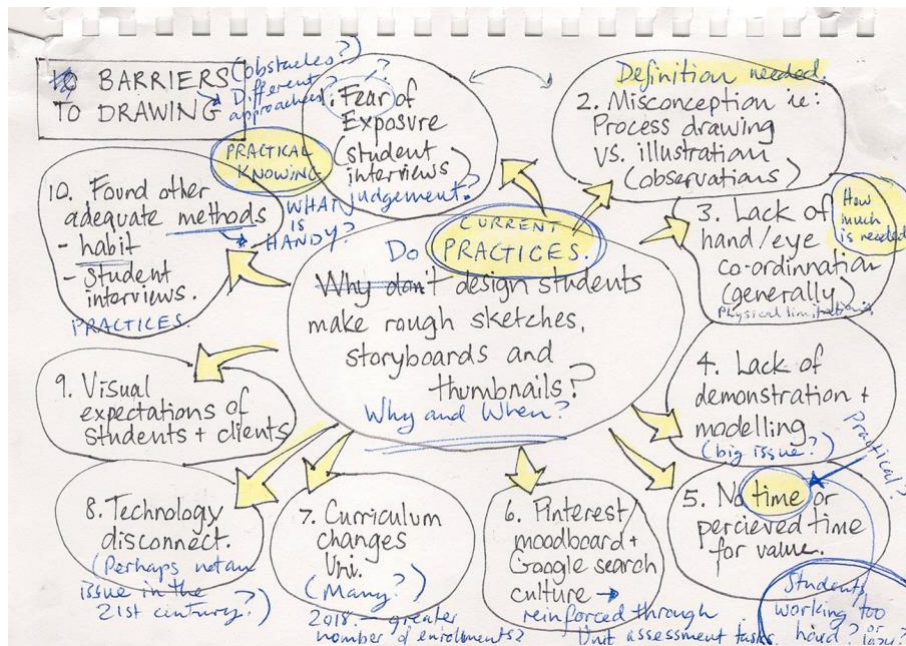 10 BARRIERS
TO DRAWING
(obstacles?)
Different
approaches?
1. Fear of
Exposure
(student
interviews)
judgement?
?
Definition needed.
2. Misconception ie:
Process drawing
vs. illustration
(observations)
3. Lack of
hand/eye
co-ordinnation
(generally)
Physical limitations
How
much
is needed
4. Lack of
demonstration +
modelling
(big issue?)
Practical?
5. No time or
percieved time
for value.
Students
working too
hard? or
lazy?
6. Pinterest
moodboard +
Google search
culture →
reinforced through
Unit assessment tasks.
7. Curriculum
changes
Uni.
(Many?)
2018. — greater
number of enrollments?
8. Technology
disconnect.
(Perhaps not an
issue in the
21st century?)
9. Visual
expectations of
students + clients
10. Found other
adequate methods
- habit
- student
interviews.
PRACTICES.
PRACTICAL
KNOWING
WHAT
IS
HANDY?
CURRENT
Do PRACTICES.
Why don't design students
make rough sketches,
storyboards and
thumbnails?
Why and When?